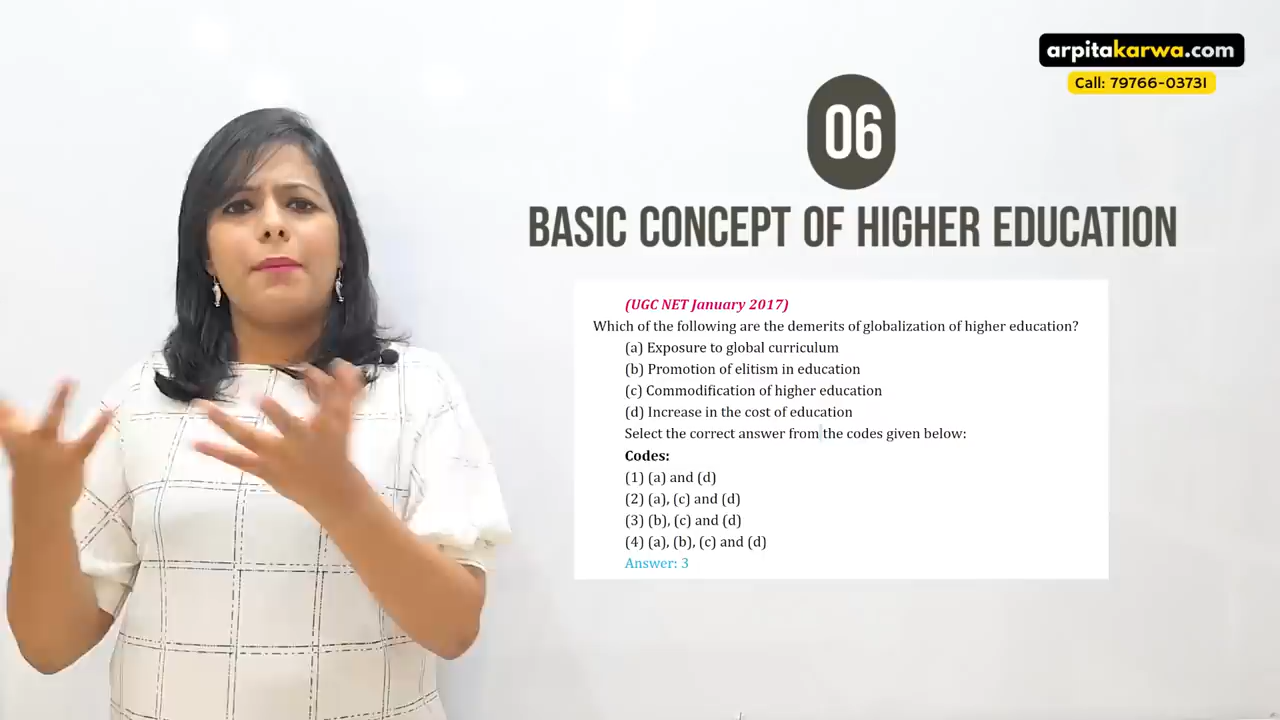 arpitakarwa.com
Call: 79766-03731
06
BASIC CONCEPT OF HIGHER EDUCATION
(UGC NET January 2017)
Which of the following are the demerits of globalization of higher education?
(a) Exposure to global curriculum
(b) Promotion of elitism in education
(c) Commodification of higher education
(d) Increase in the cost of education
Select the correct answer from the codes given below:
Codes:
(1) (a) and (d)
(2) (a), (c) and (d)
(3) (b), (c) and (d)
(4) (a), (b), (c) and (d)
Answer: 3